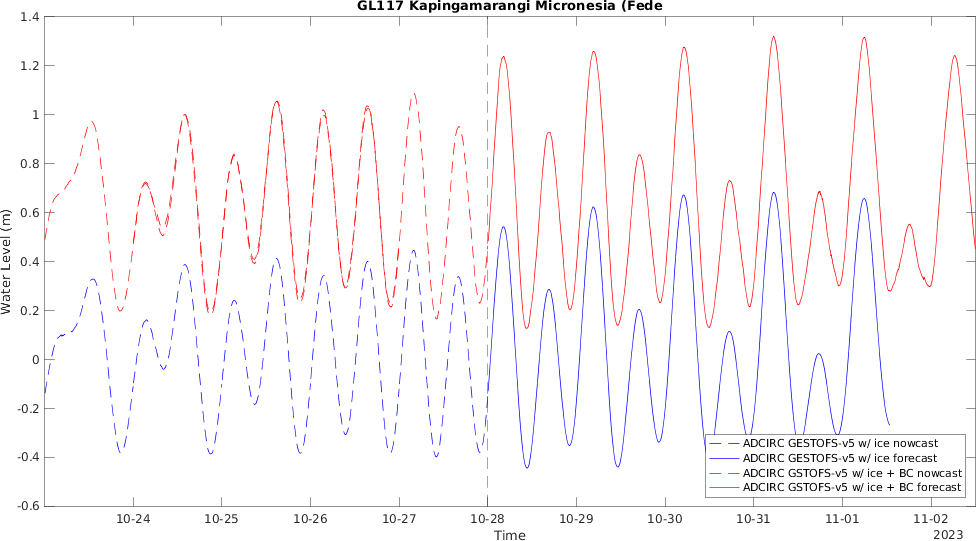 GL117 Kapingamarangi Micronesia (Fede
1.4
1.2
1
0.8
0.6
0.4
0.2
0
-0.2
-0.4
-0.6
Water Level (m)
10-24 10-25 10-26 10-27 10-28 10-29 10-30 10-31 11-01 11-02
Time
2023
ADCIRC GESTOFS-v5 w/ ice nowcast
ADCIRC GESTOFS-v5 w/ ice forecast
ADCIRC GSTOFS-v5 w/ ice + BC nowcast
ADCIRC GSTOFS-v5 w/ ice + BC forecast